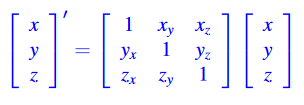 [ x ]′   [ 1 x_y x_z ] [ x ]
[ y ] = [ y_x 1 y_z ] [ y ]
[ z ]   [ z_x z_y 1 ] [ z ]